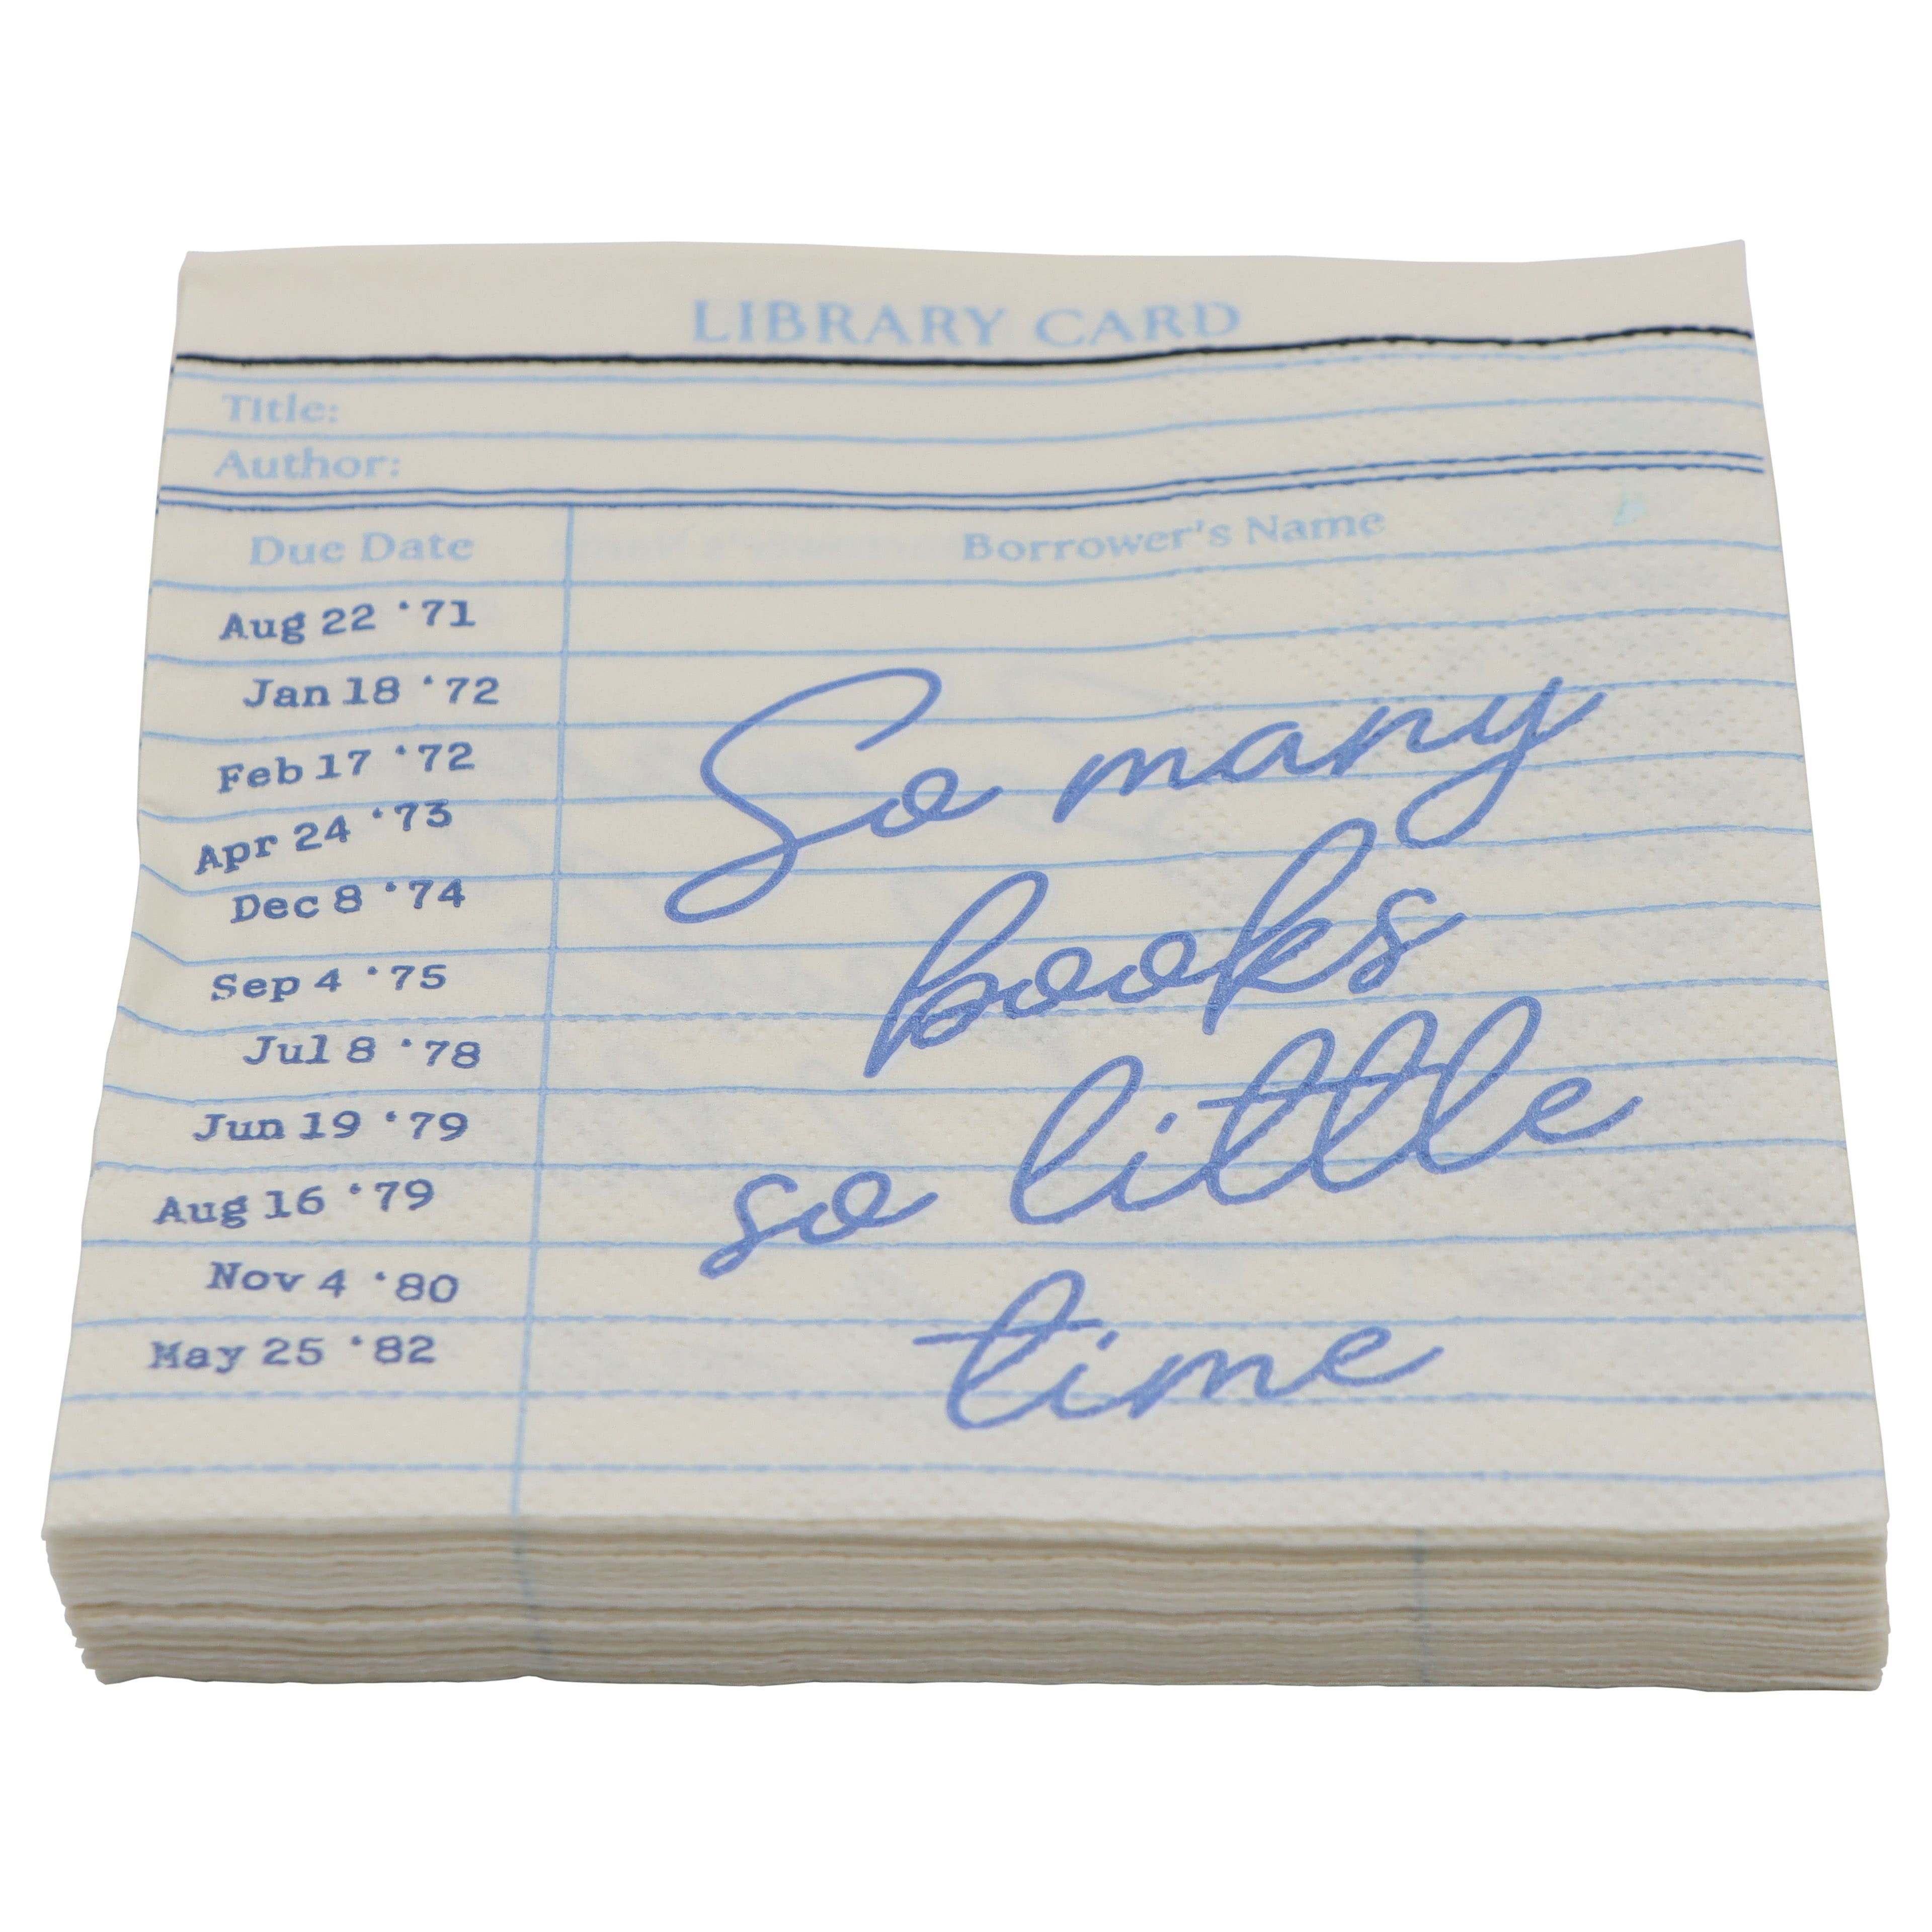 LIBRARY CARD
Title:
Author:
Due Date Borrower's Name
Aug 22 '71
Jan 18 '72
Feb 17 '72
Apr 24 '73
Dec 8 '74
Sep 4 '75
Jul 8 '78
Jun 19 '79
Aug 16 '79
Nov 4 '80
May 25 '82
So many
books
so little
time